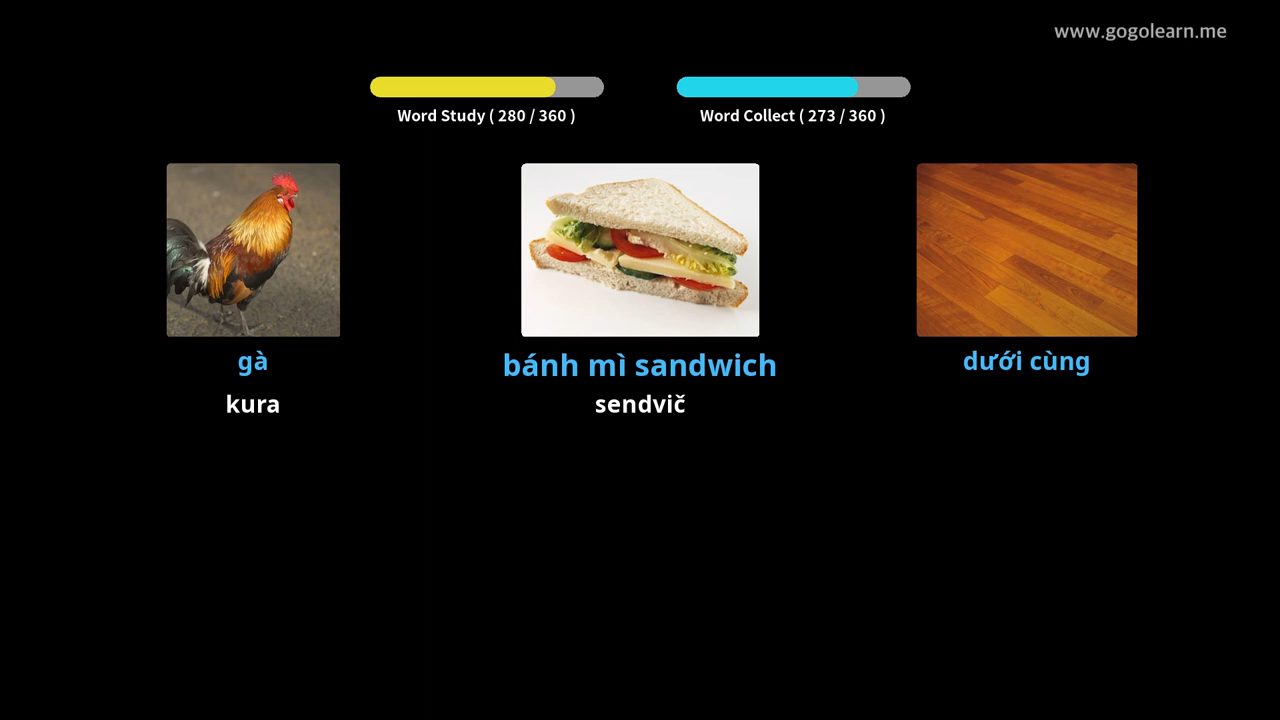 www.gogolearn.me
Word Study ( 280 / 360 )
Word Collect ( 273 / 360 )
gà
bánh mì sandwich
dưới cùng
kura
sendvič